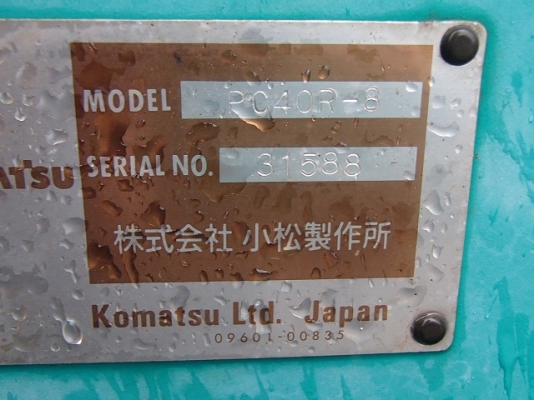 MODEL PC40R-8
SERIAL NO. 31588
株式会社 小松製作所
Komatsu Ltd. Japan
09601-00835